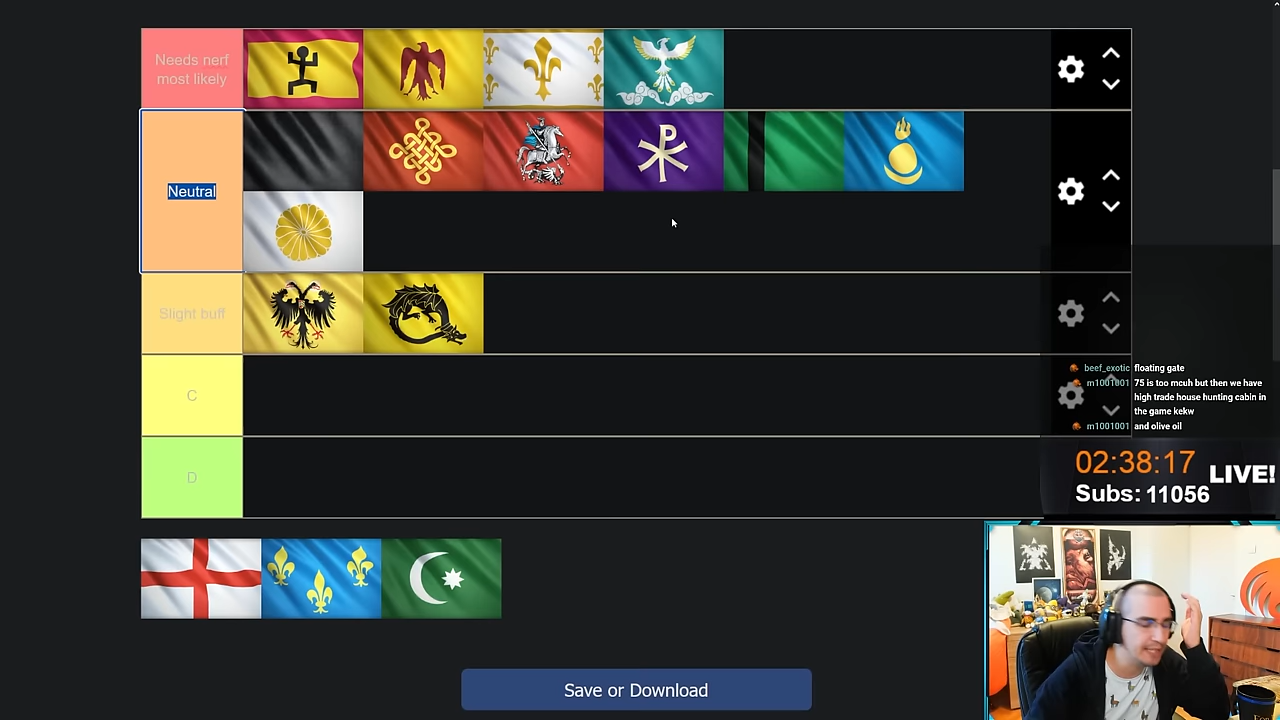 Needs nerf
most likely
Neutral
Slight buff
C
D
beef_exotic floating gate
m1001001 75 is too mcuh but then we have
high trade house hunting cabin in
the game kekw
m1001001 and olive oil
02:38:17
LIVE!
Subs: 11056
Save or Download